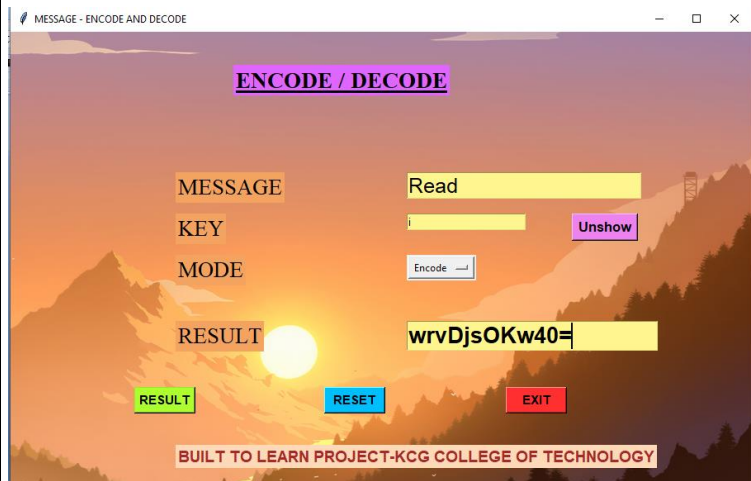 MESSAGE - ENCODE AND DECODE
ENCODE / DECODE
MESSAGE Read
KEY i Unshow
MODE Encode
RESULT wrvDjsOKw40=
RESULT RESET EXIT
BUILT TO LEARN PROJECT-KCG COLLEGE OF TECHNOLOGY